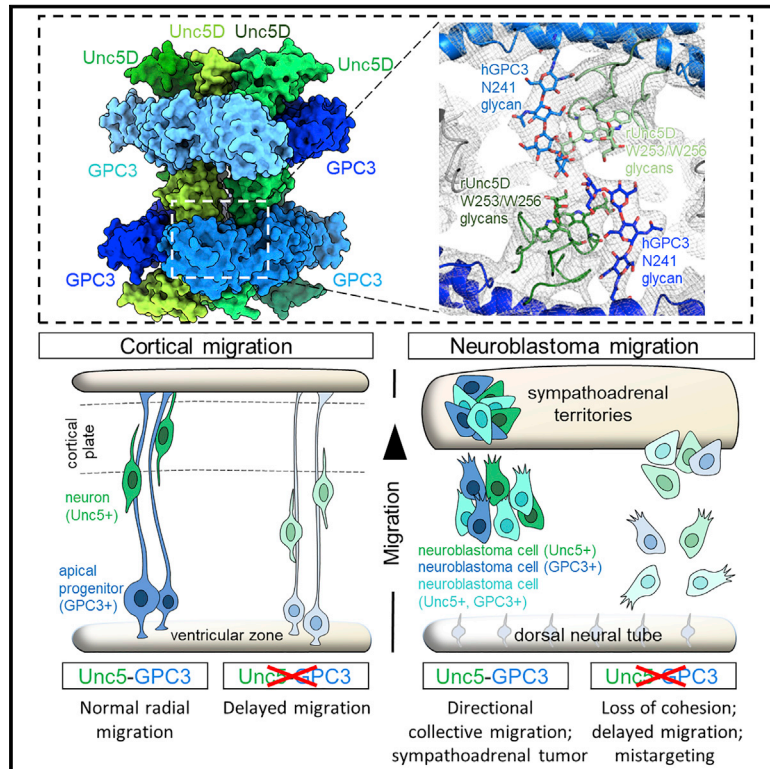 Unc5D
Unc5D
Unc5D
Unc5D
GPC3
GPC3
GPC3
GPC3
hGPC3
N241
glycan
rUnc5D
W253/W256
glycans
rUnc5D
W253/W256
glycans
hGPC3
N241
glycan
Cortical migration
cortical
plate
neuron
(Unc5+)
apical
progenitor
(GPC3+)
ventricular zone
Unc5-GPC3
Normal radial
migration
Unc5-GPC3
Delayed migration
Migration
Neuroblastoma migration
sympathoadrenal
territories
neuroblastoma cell (Unc5+)
neuroblastoma cell (GPC3+)
neuroblastoma cell
(Unc5+, GPC3+)
dorsal neural tube
Unc5-GPC3
Directional
collective migration;
sympathoadrenal tumor
Unc5-GPC3
Loss of cohesion;
delayed migration;
mistargeting